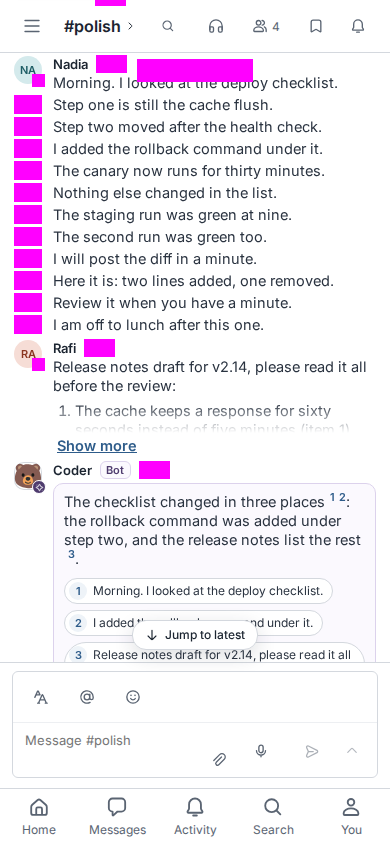 #polish
4
NA
Nadia
Morning. I looked at the deploy checklist.
Step one is still the cache flush.
Step two moved after the health check.
I added the rollback command under it.
The canary now runs for thirty minutes.
Nothing else changed in the list.
The staging run was green at nine.
The second run was green too.
I will post the diff in a minute.
Here it is: two lines added, one removed.
Review it when you have a minute.
I am off to lunch after this one.
RA
Rafi
Release notes draft for v2.14, please read it all
before the review:
1. The cache keeps a response for sixty
seconds instead of five minutes (item 1)
Show more
Coder Bot
The checklist changed in three places 1 2:
the rollback command was added under
step two, and the release notes list the rest
3.
1 Morning. I looked at the deploy checklist.
2 I added the rollback command under it.
Jump to latest
3 Release notes draft for v2.14, please read it all
Message #polish
Home Messages Activity Search You